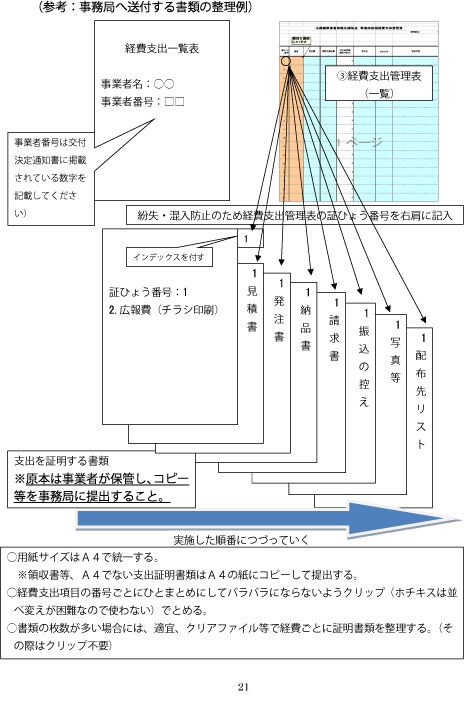 （参考：事務局へ送付する書類の整理例）
経費支出一覧表
事業者名：○○
事業者番号：□□
事業者番号は交付
決定通知書に掲載
されている数字を
記載してくださ
い）
③経費支出管理表
（一覧）
1 ページ
紛失・混入防止のため経費支出管理表の証ひょう番号を右肩に記入
1
インデックスを付す
証ひょう番号：1
2. 広報費（チラシ印刷）
1 見積書
1 発注書
1 納品書
1 請求書
1 振込の控え
1 写真等
1 配布先リスト
支出を証明する書類
※原本は事業者が保管し、コピー
等を事務局に提出すること。
実施した順番につづっていく
○用紙サイズはＡ４で統一する。
※領収書等、Ａ４でない支出証明書類はＡ４の紙にコピーして提出する。
○経費支出項目の番号ごとにひとまとめにしてバラバラにならないようクリップ（ホチキスは並
べ変えが困難なので使わない）でとめる。
○書類の枚数が多い場合には、適宜、クリアファイル等で経費ごとに証明書類を整理する。（そ
の際はクリップ不要）
21